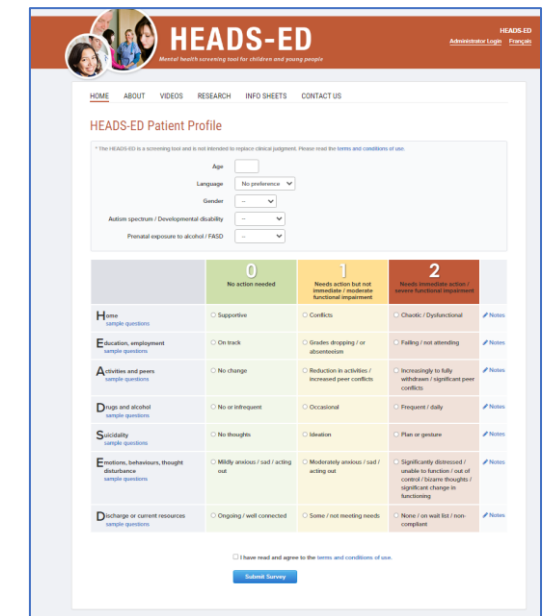 HEADS-ED
Mental health screening tool for children and young people
HEADS-ED
Administrator Login Français
HOME ABOUT VIDEOS RESEARCH INFO SHEETS CONTACT US
HEADS-ED Patient Profile
* The HEADS-ED is a screening tool and is not intended to replace clinical judgment. Please read the terms and conditions of use.
Age
Language No preference
Gender --
Autism spectrum / Developmental disability --
Prenatal exposure to alcohol / FASD --
0 1 2
No action needed
Needs action but not immediate / moderate functional impairment
Needs immediate action / severe functional impairment
Home
sample questions
Supportive
Conflicts
Chaotic / Dysfunctional
Notes
Education, employment
sample questions
On track
Grades dropping / or
absenteeism
Failing / not attending
Notes
Activities and peers
sample questions
No change
Reduction in activities /
increased peer conflicts
Increasingly to fully
withdrawn / significant peer
conflicts
Notes
Drugs and alcohol
sample questions
No or infrequent
Occasional
Frequent / daily
Notes
Suicidality
sample questions
No thoughts
Ideation
Plan or gesture
Notes
Emotions, behaviours, thought
disturbance
sample questions
Mildly anxious / sad / acting
out
Moderately anxious / sad /
acting out
Significantly distressed /
unable to function / out of
control / bizarre thoughts /
significant change in
functioning
Notes
Discharge or current resources
sample questions
Ongoing / well connected
Some / not meeting needs
None / on wait list / non-
compliant
Notes
I have read and agree to the terms and conditions of use.
Submit Survey